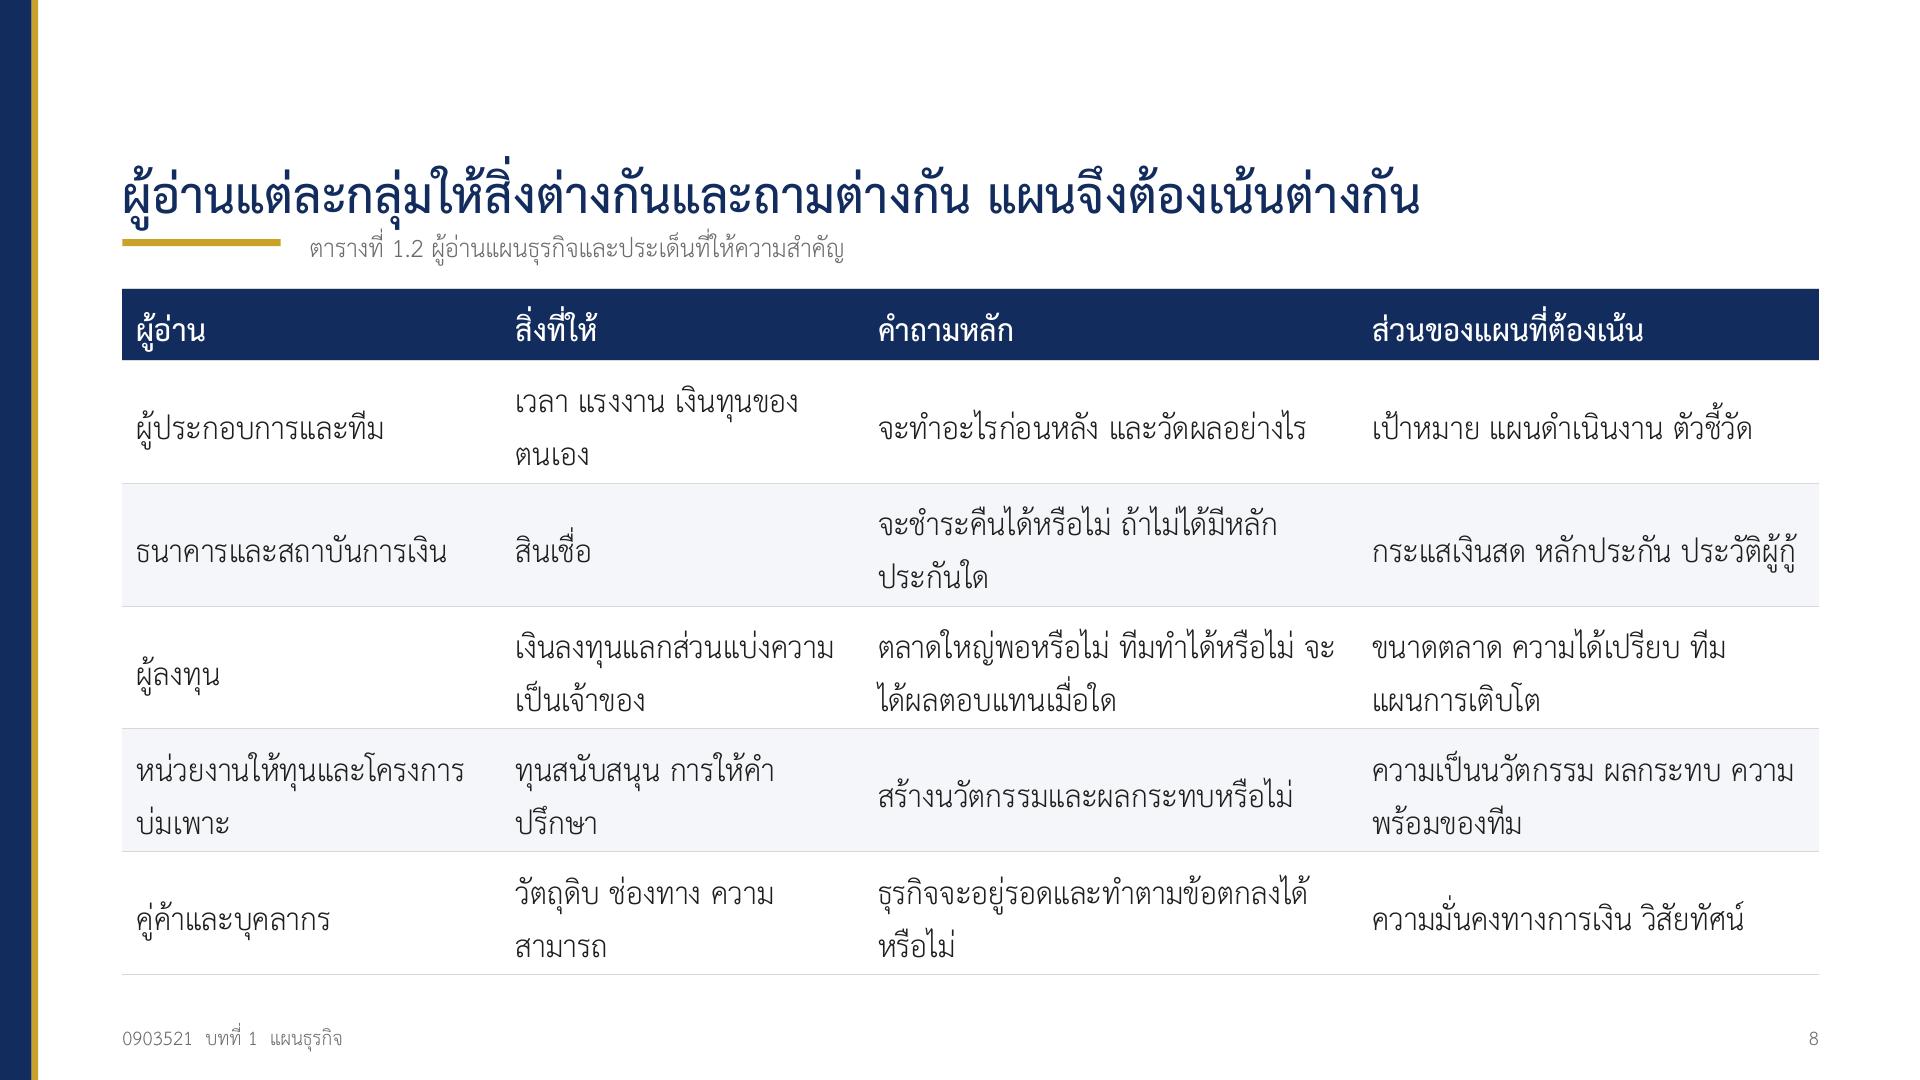 ผู้อ่านแต่ละกลุ่มให้สิ่งต่างกันและถามต่างกัน แผนจึงต้องเน้นต่างกัน
ตารางที่ 1.2 ผู้อ่านแผนธุรกิจและประเด็นที่ให้ความสำคัญ
ผู้อ่าน สิ่งที่ให้ คำถามหลัก ส่วนของแผนที่ต้องเน้น
ผู้ประกอบการและทีม
เวลา แรงงาน เงินทุนของ
ตนเอง
จะทำอะไรก่อนหลัง และวัดผลอย่างไร
เป้าหมาย แผนดำเนินงาน ตัวชี้วัด
ธนาคารและสถาบันการเงิน
สินเชื่อ
จะชำระคืนได้หรือไม่ ถ้าไม่ได้มีหลัก
ประกันใด
กระแสเงินสด หลักประกัน ประวัติผู้กู้
ผู้ลงทุน
เงินลงทุนแลกส่วนแบ่งความ
เป็นเจ้าของ
ตลาดใหญ่พอหรือไม่ ทีมทำได้หรือไม่ จะ
ได้ผลตอบแทนเมื่อใด
ขนาดตลาด ความได้เปรียบ ทีม
แผนการเติบโต
หน่วยงานให้ทุนและโครงการ
บ่มเพาะ
ทุนสนับสนุน การให้คำ
ปรึกษา
สร้างนวัตกรรมและผลกระทบหรือไม่
ความเป็นนวัตกรรม ผลกระทบ ความ
พร้อมของทีม
คู่ค้าและบุคลากร
วัตถุดิบ ช่องทาง ความ
สามารถ
ธุรกิจจะอยู่รอดและทำตามข้อตกลงได้
หรือไม่
ความมั่นคงทางการเงิน วิสัยทัศน์
0903521 บทที่ 1 แผนธุรกิจ
8